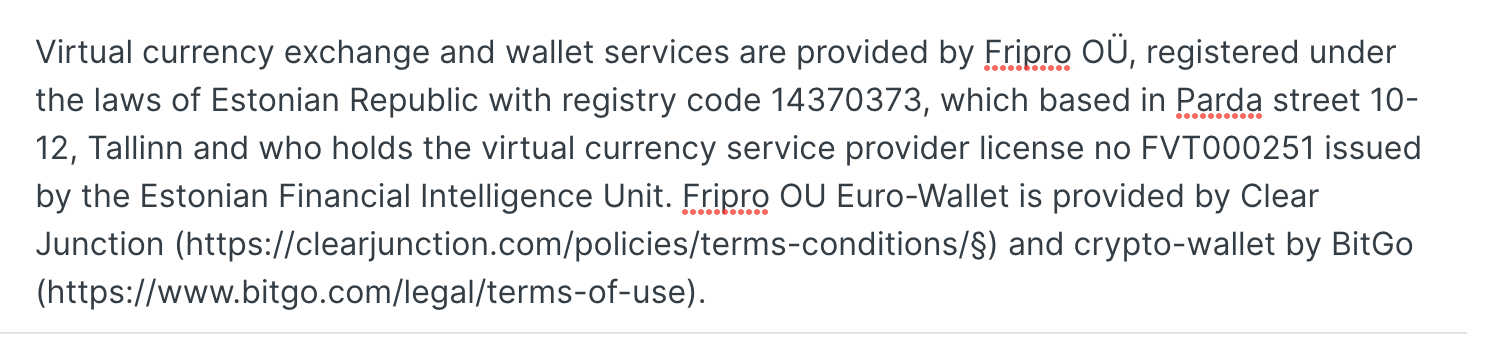 Virtual currency exchange and wallet services are provided by Fripro OÜ, registered under
the laws of Estonian Republic with registry code 14370373, which based in Parda street 10-
12, Tallinn and who holds the virtual currency service provider license no FVT000251 issued
by the Estonian Financial Intelligence Unit. Fripro OU Euro-Wallet is provided by Clear
Junction (https://clearjunction.com/policies/terms-conditions/§) and crypto-wallet by BitGo
(https://www.bitgo.com/legal/terms-of-use).